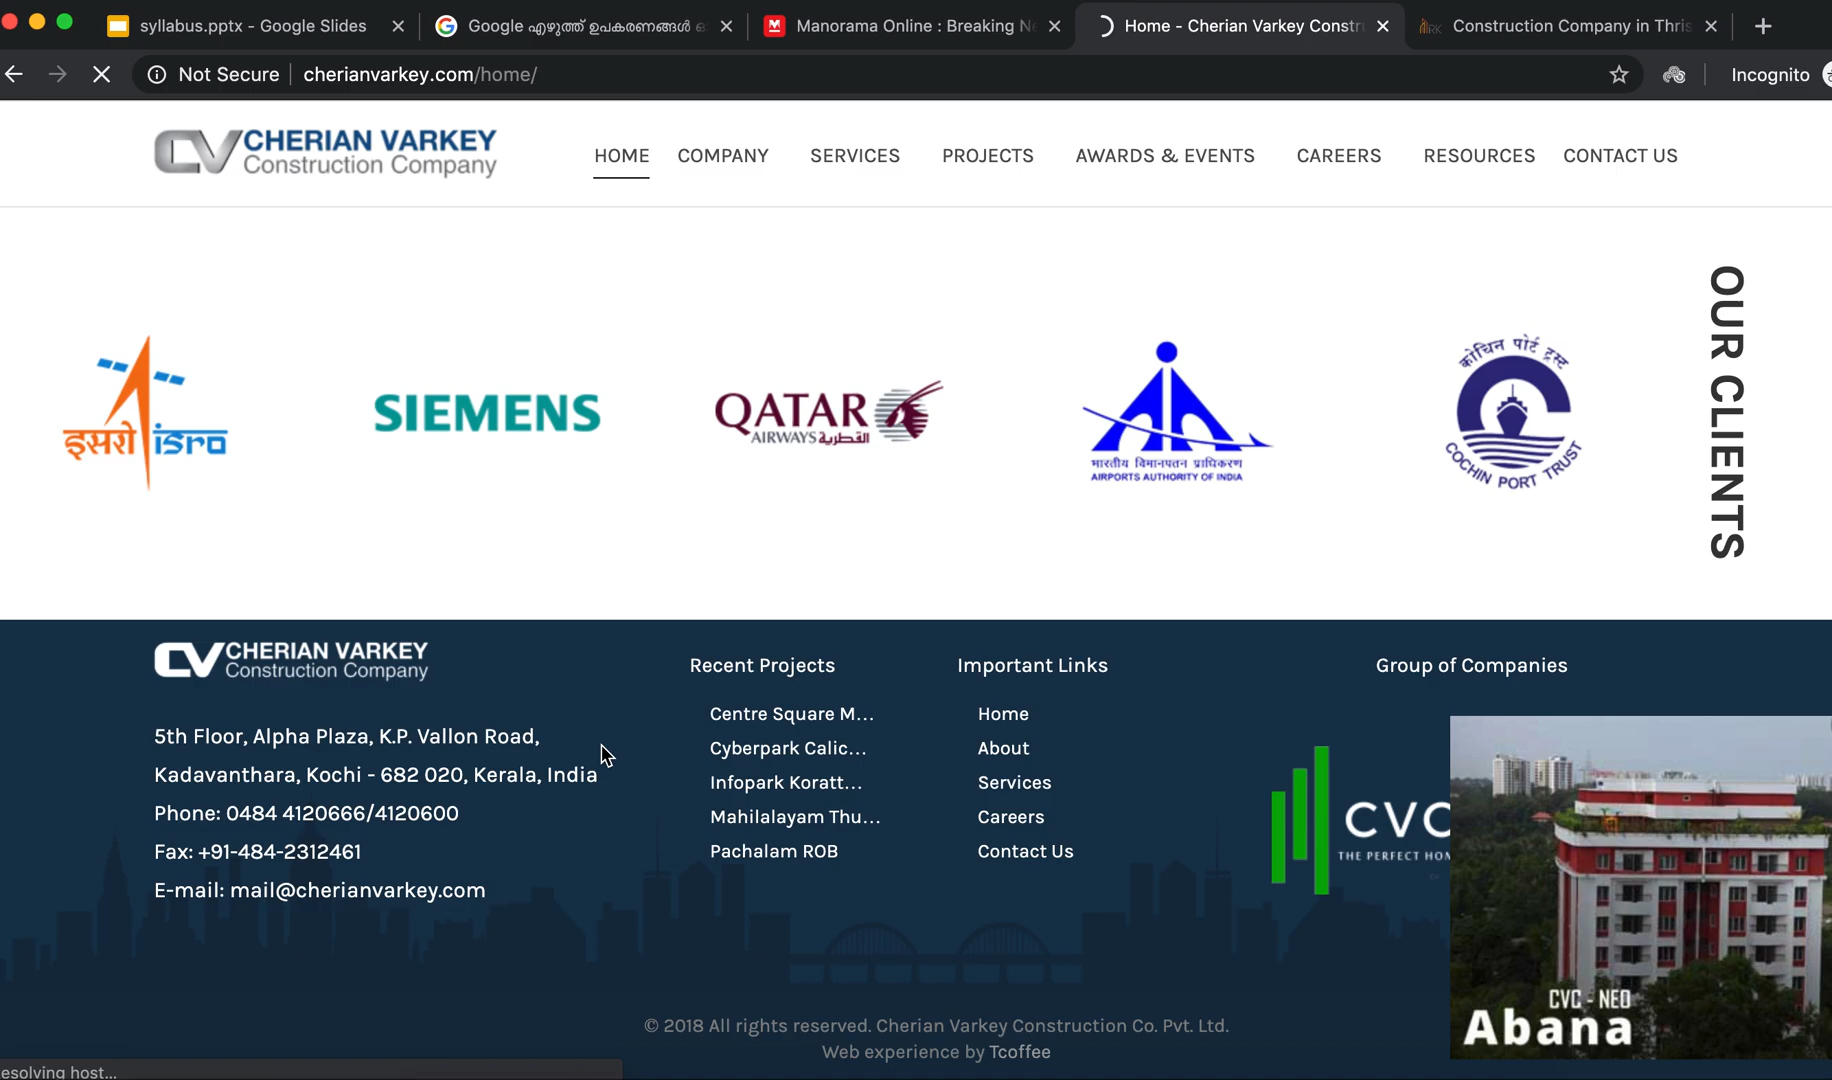 syllabus.pptx - Google Slides
Google എഴുത്ത് ഉപകരണങ്ങൾ
Manorama Online : Breaking Ne
Home - Cherian Varkey Constr
Construction Company in Thris
Not Secure
cherianvarkey.com/home/
Incognito
CV CHERIAN VARKEY
Construction Company
HOME
COMPANY
SERVICES
PROJECTS
AWARDS & EVENTS
CAREERS
RESOURCES
CONTACT US
इसरो isro
SIEMENS
QATAR
AIRWAYS القطرية
भारतीय विमानपत्तन प्राधिकरण
AIRPORTS AUTHORITY OF INDIA
कोचिन पोर्ट ट्रस्ट
COCHIN PORT TRUST
OUR CLIENTS
CV CHERIAN VARKEY
Construction Company
5th Floor, Alpha Plaza, K.P. Vallon Road,
Kadavanthara, Kochi - 682 020, Kerala, India
Phone: 0484 4120666/4120600
Fax: +91-484-2312461
E-mail: mail@cherianvarkey.com
Recent Projects
Centre Square M...
Cyberpark Calic...
Infopark Koratt...
Mahilalayam Thu...
Pachalam ROB
Important Links
Home
About
Services
Careers
Contact Us
Group of Companies
CVC
THE PERFECT HOM
CVC - NEO
Abana
© 2018 All rights reserved. Cherian Varkey Construction Co. Pvt. Ltd.
Web experience by Tcoffee
esolving host...